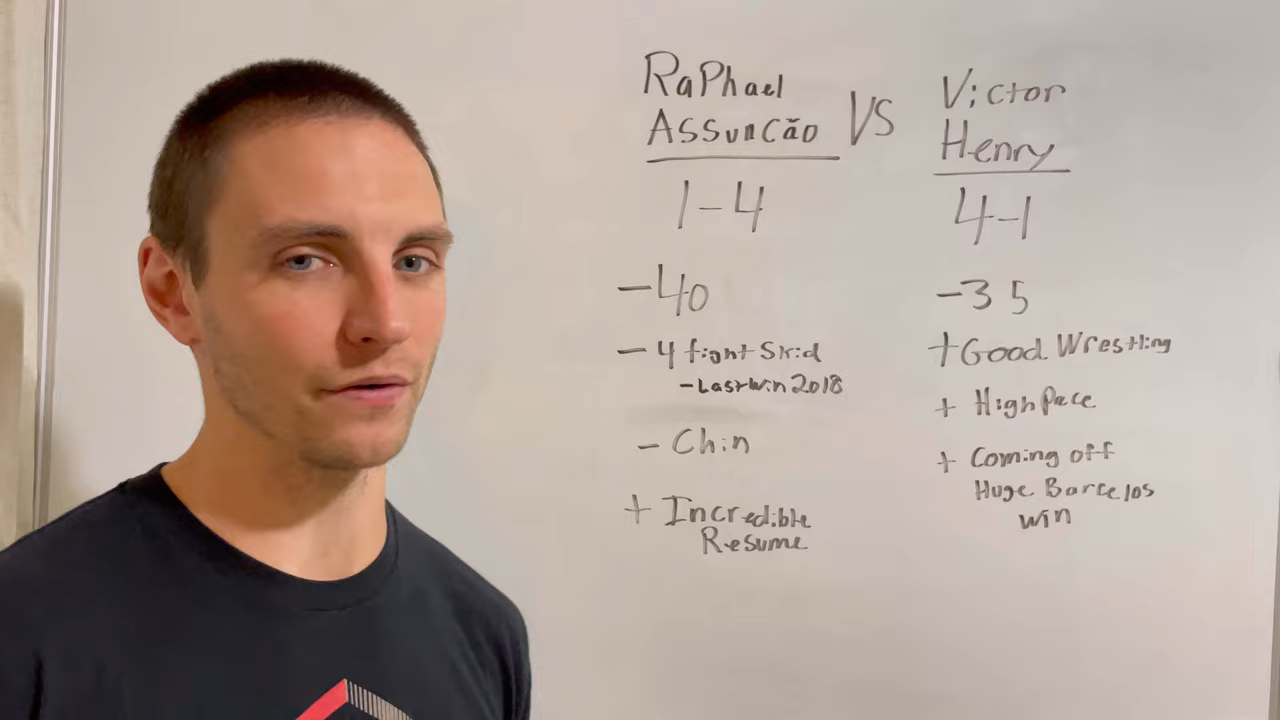 RaPhael
Assuncăo
VS
Victor
Henry
1-4
-40
- 4 fight Skid
- Last win 2018
- Chin
+ Incredible
Resume
4-1
-35
+ Good Wrestling
+ High Pace
+ Coming off
Huge Barcelos
win